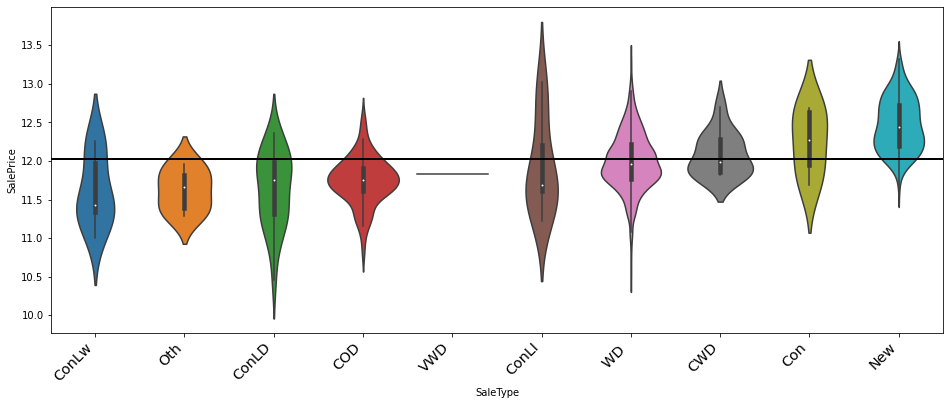 13.5
13.0
12.5
12.0
11.5
11.0
10.5
10.0
SalePrice
ConLw
Oth
ConLD
COD
VWD
ConLI
WD
CWD
Con
New
SaleType